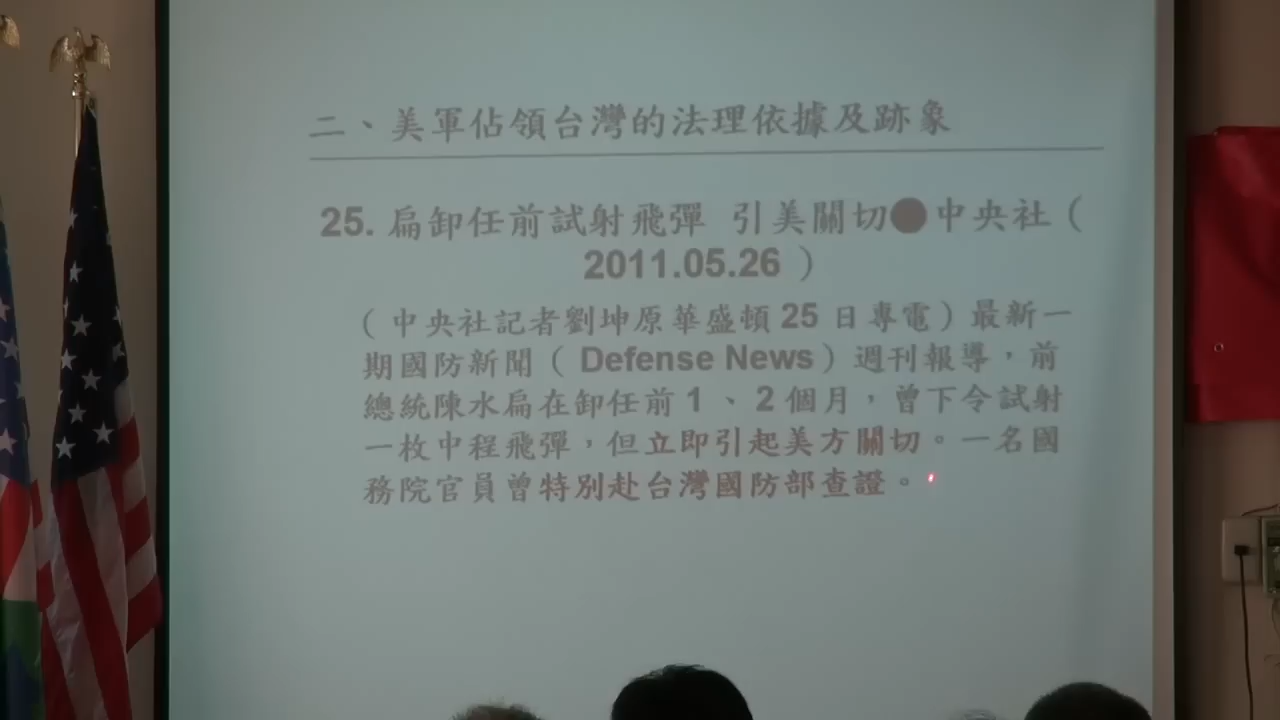 二、美軍佔領台灣的法理依據及跡象
25. 扁卸任前試射飛彈 引美關切●中央社（
2011.05.26 ）
（中央社記者劉坤原華盛頓 25 日專電）最新一
期國防新聞（ Defense News）週刊報導，前
總統陳水扁在卸任前 1 、 2 個月，曾下令試射
一枚中程飛彈，但立即引起美方關切。一名國
務院官員曾特別赴台灣國防部查證。